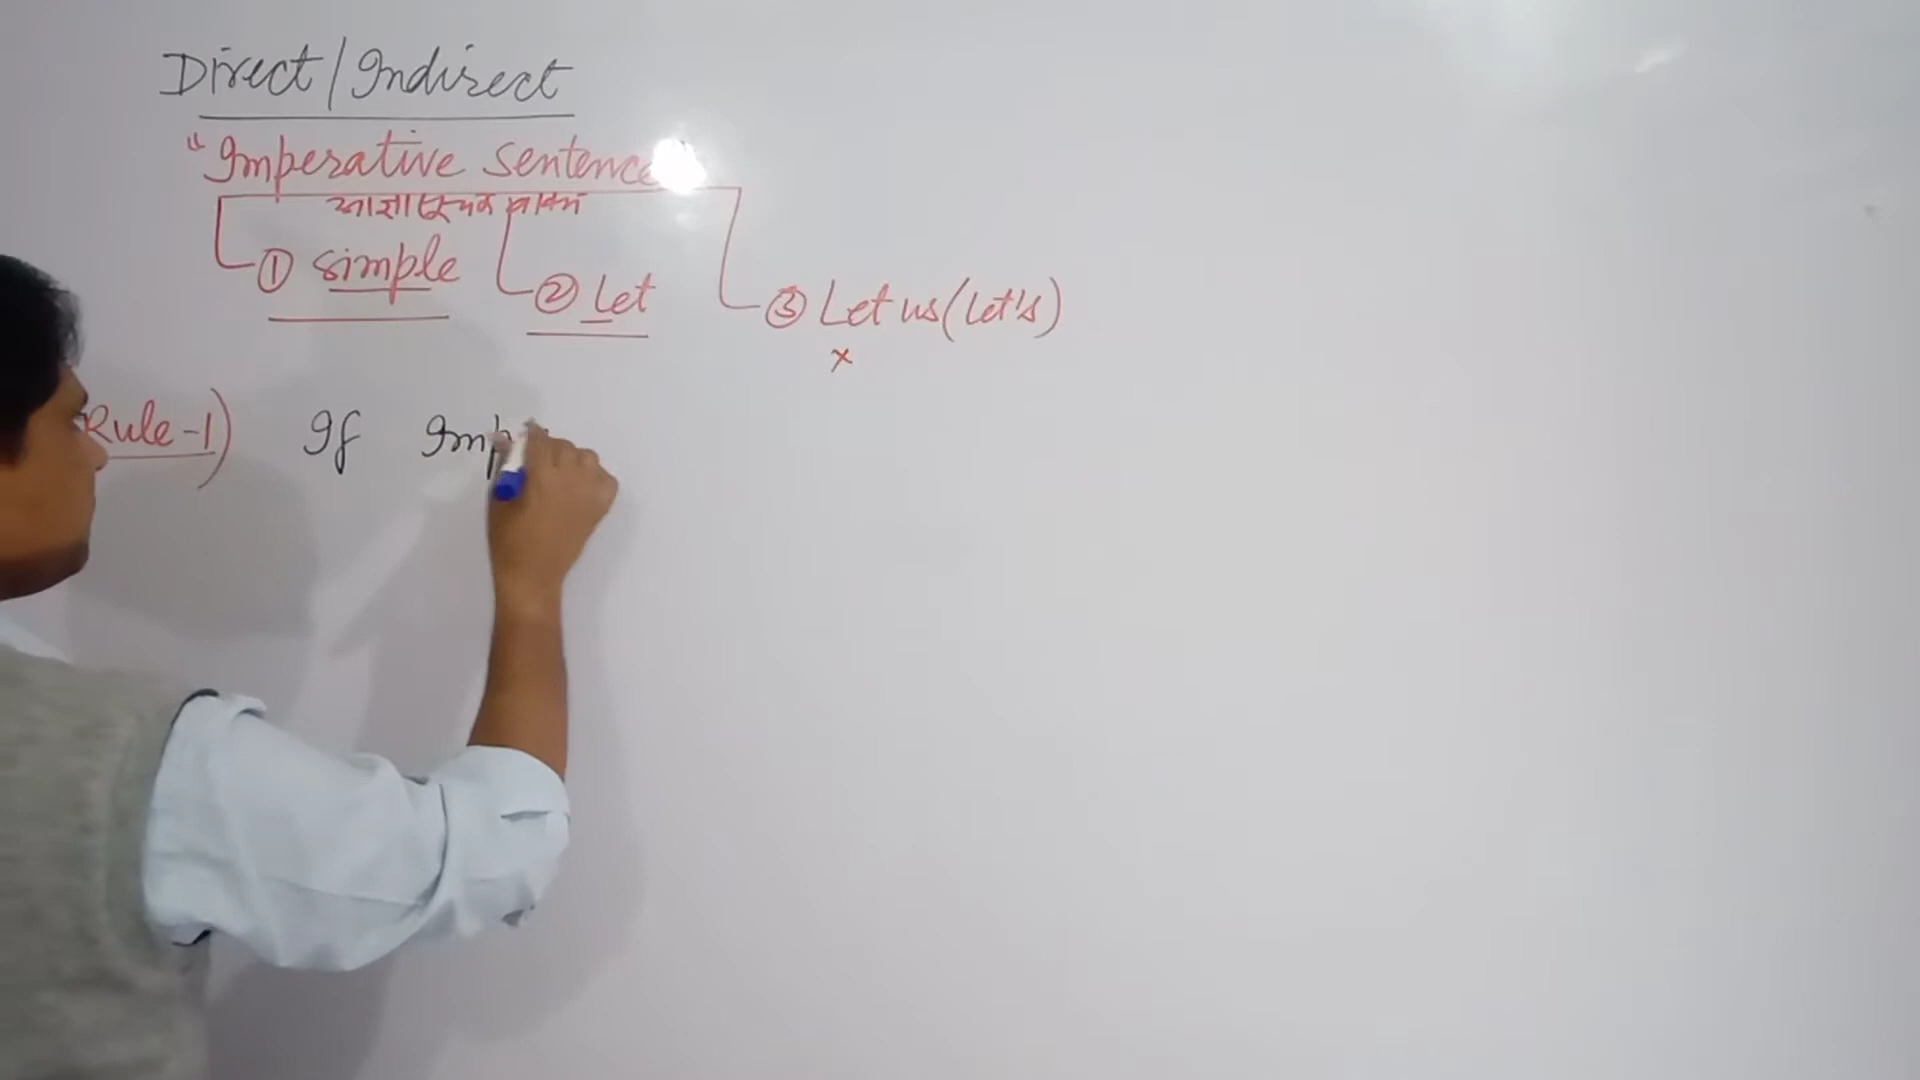 Direct/Indirect
"Imperative Sentence"
आज्ञासूचक वाक्य
① Simple
② Let
③ Let us (Let's)
x
Rule-1) If Imp